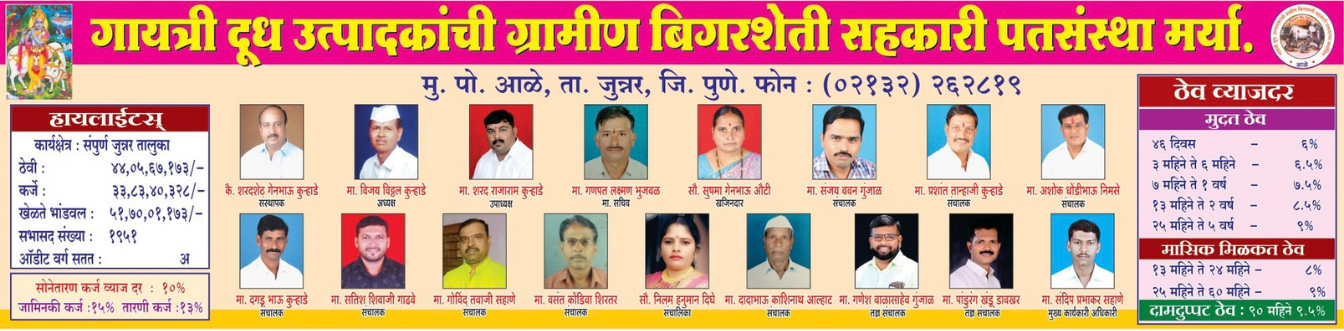 गायत्री दूध उत्पादकांची ग्रामीण बिगरशेती सहकारी पतसंस्था मर्या.
मु. पो. आळे, ता. जुन्नर, जि. पुणे. फोन : (०२१३२) २६२८१९
हायलाईटस्
कार्यक्षेत्र : संपुर्ण जुन्नर तालुका
ठेवी : ४४,०५,६७,१७३/-
कर्जे : ३३,८३,४०,३२८/-
खेळते भांडवल : ५१,७०,०१,१७३/-
सभासद संख्या : १९५१
ऑडीट वर्ग सतत : अ
सोनेतारण कर्ज व्याज दर : १०%
जामिनकी कर्ज :१५% तारणी कर्ज :१३%
कै. शरदशेठ गेनभाऊ कुऱ्हाडे
संस्थापक
मा. विजय विठ्ठल कुऱ्हाडे
अध्यक्ष
मा. शरद राजाराम कुऱ्हाडे
उपाध्यक्ष
मा. गणपत लक्ष्मण भुजबळ
मा. सचिव
सौ. सुषमा गेनभाऊ औटी
खजिनदार
मा. संजय बबन गुंजाळ
संचालक
मा. प्रशांत तान्हाजी कुऱ्हाडे
संचालक
मा. अशोक धोंडीभाऊ निमसे
संचालक
मा. दगडू भाऊ कुऱ्हाडे
संचालक
मा. सतिश शिवाजी गाढवे
संचालक
मा. गोविंद तबाजी सहाणे
संचालक
मा. वसंत कोंडिबा शिरतर
संचालक
सौ. निलम हनुमान दिघे
संचालिका
मा. दादाभाऊ काशिनाथ आल्हाट
संचालक
मा. गणेश बाळासाहेब गुंजाळ
तज्ञ संचालक
मा. पांडुरंग खडू डावखर
तज्ञ संचालक
मा. संदिप प्रभाकर सहाणे
मुख्य कार्यकारी अधिकारी
ठेव व्याजदर
मुदत ठेव
४६ दिवस – ६%
३ महिने ते ६ महिने – ६.५%
७ महिने ते १ वर्ष – ७.५%
१३ महिने ते २ वर्ष – ८.५%
२५ महिने ते ५ वर्ष – ९%
मासिक मिळकत ठेव
१३ महिने ते २४ महिने – ८%
२५ महिने ते ६० महिने – ९%
दामदुप्पट ठेव : ९० महिने ९.५%